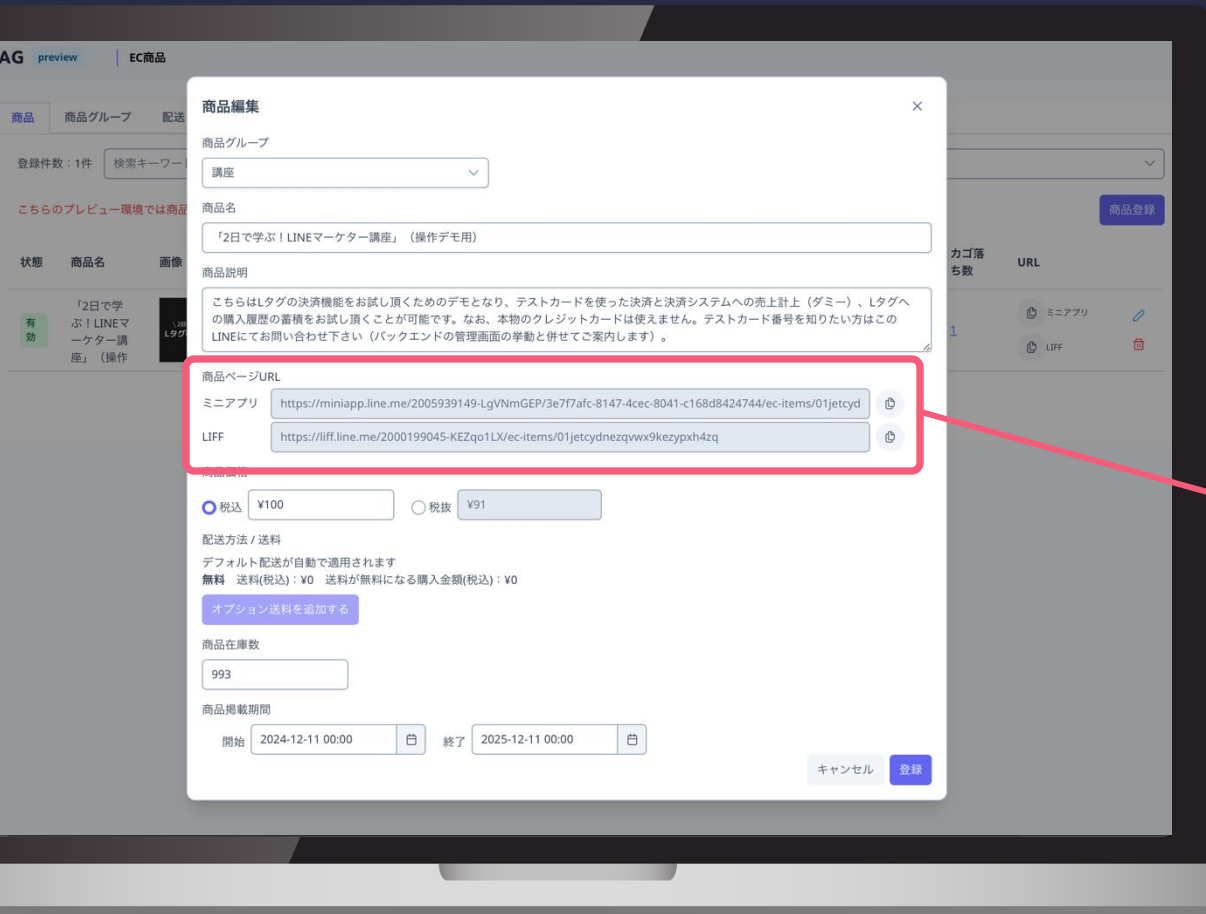 AG preview EC商品
商品 商品グループ 配送
登録件数：1件 検索キーワー
こちらのプレビュー環境では商品
商品登録
状態 商品名 画像 カゴ落ち数 URL
有効
「2日で学
ぶ！LINEマ
ーケター講
座」（操作
1
ミニアプリ
LIFF
商品編集
商品グループ
講座
商品名
「2日で学ぶ！LINEマーケター講座」（操作デモ用）
商品説明
こちらはLタグの決済機能をお試し頂くためのデモとなり、テストカードを使った決済と決済システムへの売上計上（ダミー）、Lタグへ
の購入履歴の蓄積をお試し頂くことが可能です。なお、本物のクレジットカードは使えません。テストカード番号を知りたい方はこの
LINEにてお問い合わせ下さい（バックエンドの管理画面の挙動と併せてご案内します）。
商品ページURL
ミニアプリ https://miniapp.line.me/2005939149-LgVNmGEP/3e7f7afc-8147-4cec-8041-c168d8424744/ec-items/01jetcyd
LIFF https://liff.line.me/2000199045-KEZqo1LX/ec-items/01jetcydnezqvwx9kezypxh4zq
商品価格
税込 ¥100 税抜 ¥91
配送方法 / 送料
デフォルト配送が自動で適用されます
無料 送料(税込)：¥0 送料が無料になる購入金額(税込)：¥0
オプション送料を追加する
商品在庫数
993
商品掲載期間
開始 2024-12-11 00:00 終了 2025-12-11 00:00
キャンセル 登録